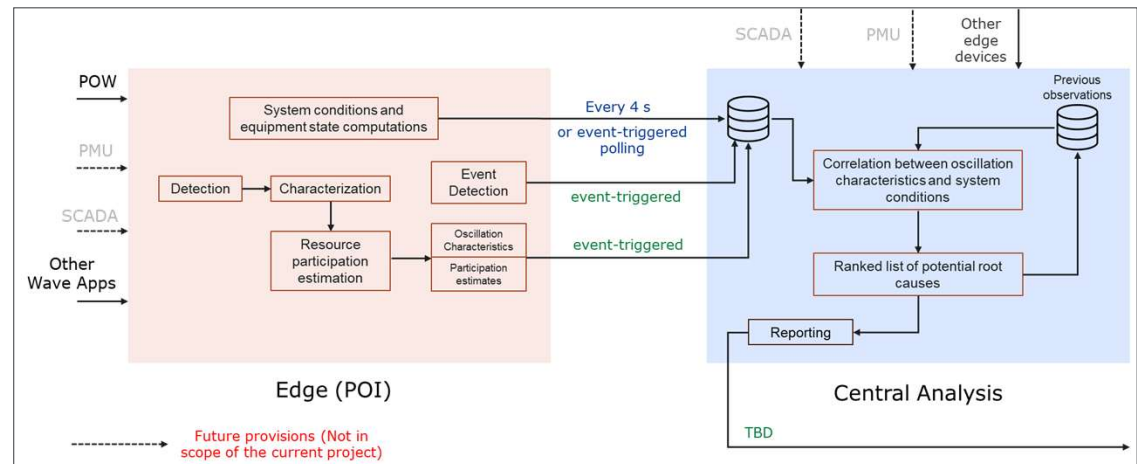 SCADA
PMU
Other
edge
devices
POW
PMU
SCADA
Other
Wave Apps
System conditions and
equipment state computations
Detection
Characterization
Event
Detection
Resource
participation
estimation
Oscillation
Characteristics
Participation
estimates
Every 4 s
or event-triggered
polling
event-triggered
event-triggered
Previous
observations
Correlation between oscillation
characteristics and system
conditions
Ranked list of potential root
causes
Reporting
Edge (POI)
Central Analysis
TBD
Future provisions (Not in
scope of the current project)